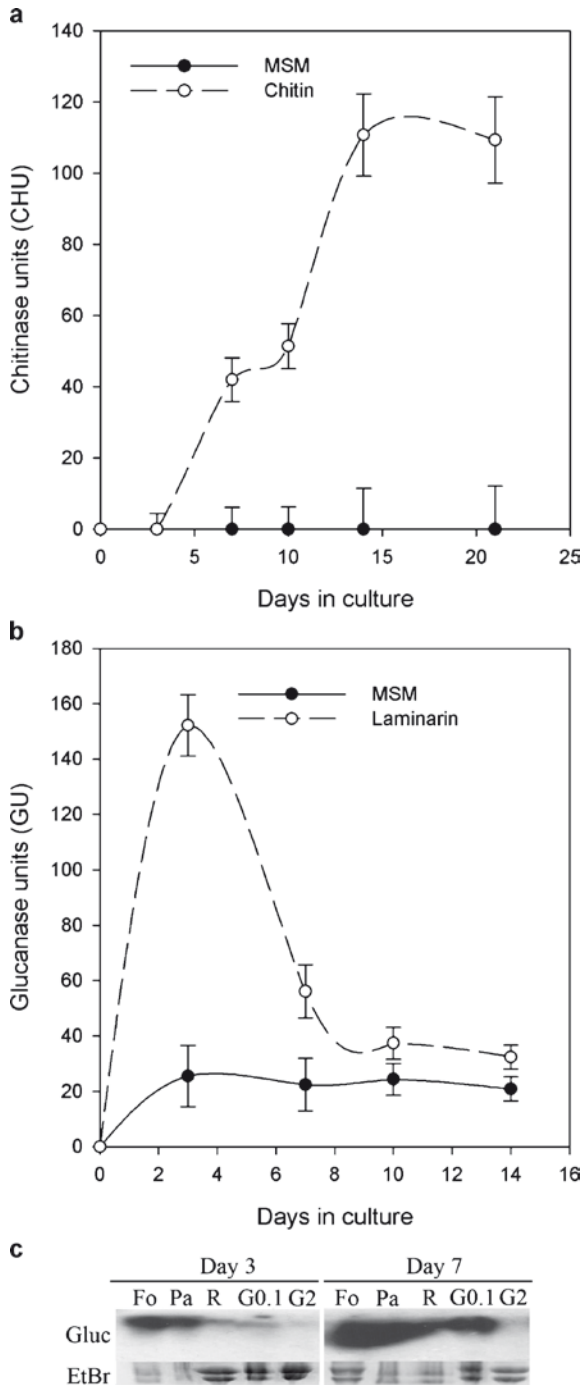 a
140
120
100
80
60
40
20
0
Chitinase units (CHU)
MSM
Chitin
0 5 10 15 20 25
Days in culture
b
180
160
140
120
100
80
60
40
20
0
Glucanase units (GU)
MSM
Laminarin
0 2 4 6 8 10 12 14 16
Days in culture
c
Day 3 Day 7
Fo Pa R G0.1 G2 Fo Pa R G0.1 G2
Gluc
EtBr